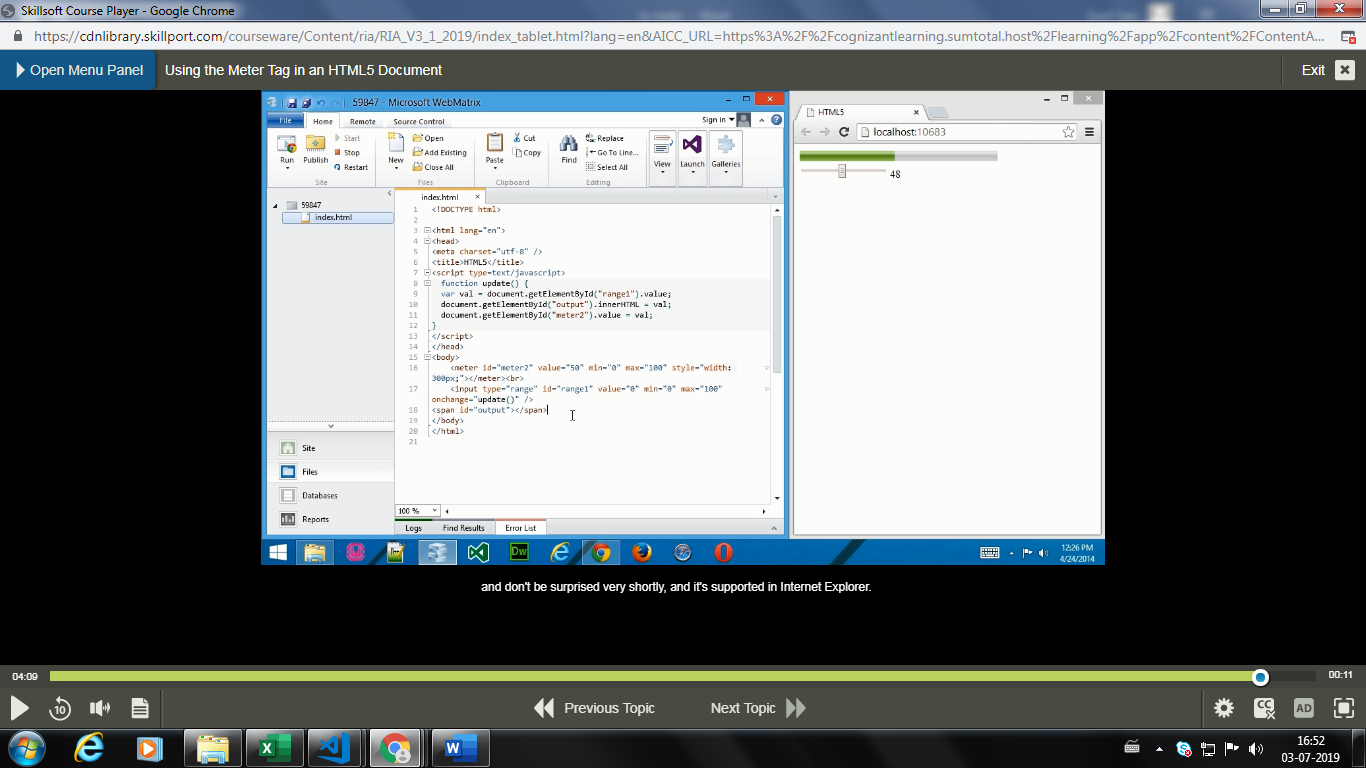 Skillsoft Course Player - Google Chrome
https://cdnlibrary.skillport.com/courseware/Content/ria/RIA_V3_1_2019/index_tablet.html?lang=en&AICC_URL=https%3A%2F%2Fcognizantlearning.sumtotal.host%2Flearning%2Fapp%2Fcontent%2FContentA...
Open Menu Panel
Using the Meter Tag in an HTML5 Document
Exit
59847 - Microsoft WebMatrix
File Home Remote Source Control Sign in
Run
Publish
Start
Stop
Restart
Site
New
Open
Add Existing
Close All
Files
Paste
Cut
Copy
Clipboard
Find
Replace
Go To Line...
Select All
Editing
View
Launch
Galleries
59847
index.html
Site
Files
Databases
Reports
index.html
1 <!DOCTYPE html>
2
3 <html lang="en">
4 <head>
5 <meta charset="utf-8" />
6 <title>HTML5</title>
7 <script type=text/javascript>
8 function update() {
9 var val = document.getElementById("range1").value;
10 document.getElementById("output").innerHTML = val;
11 document.getElementById("meter2").value = val;
12 }
13 </script>
14 </head>
15 <body>
16 <meter id="meter2" value="50" min="0" max="100" style="width:
300px;"></meter><br>
17 <input type="range" id="range1" value="0" min="0" max="100"
onchange="update()" />
18 <span id="output"></span>
19 </body>
20 </html>
21
100 %
Logs Find Results Error List
HTML5
localhost:10683
48
Dw
12:26 PM
4/24/2014
and don't be surprised very shortly, and it's supported in Internet Explorer.
04:09
00:11
10
Previous Topic
Next Topic
CC
AD
16:52
03-07-2019